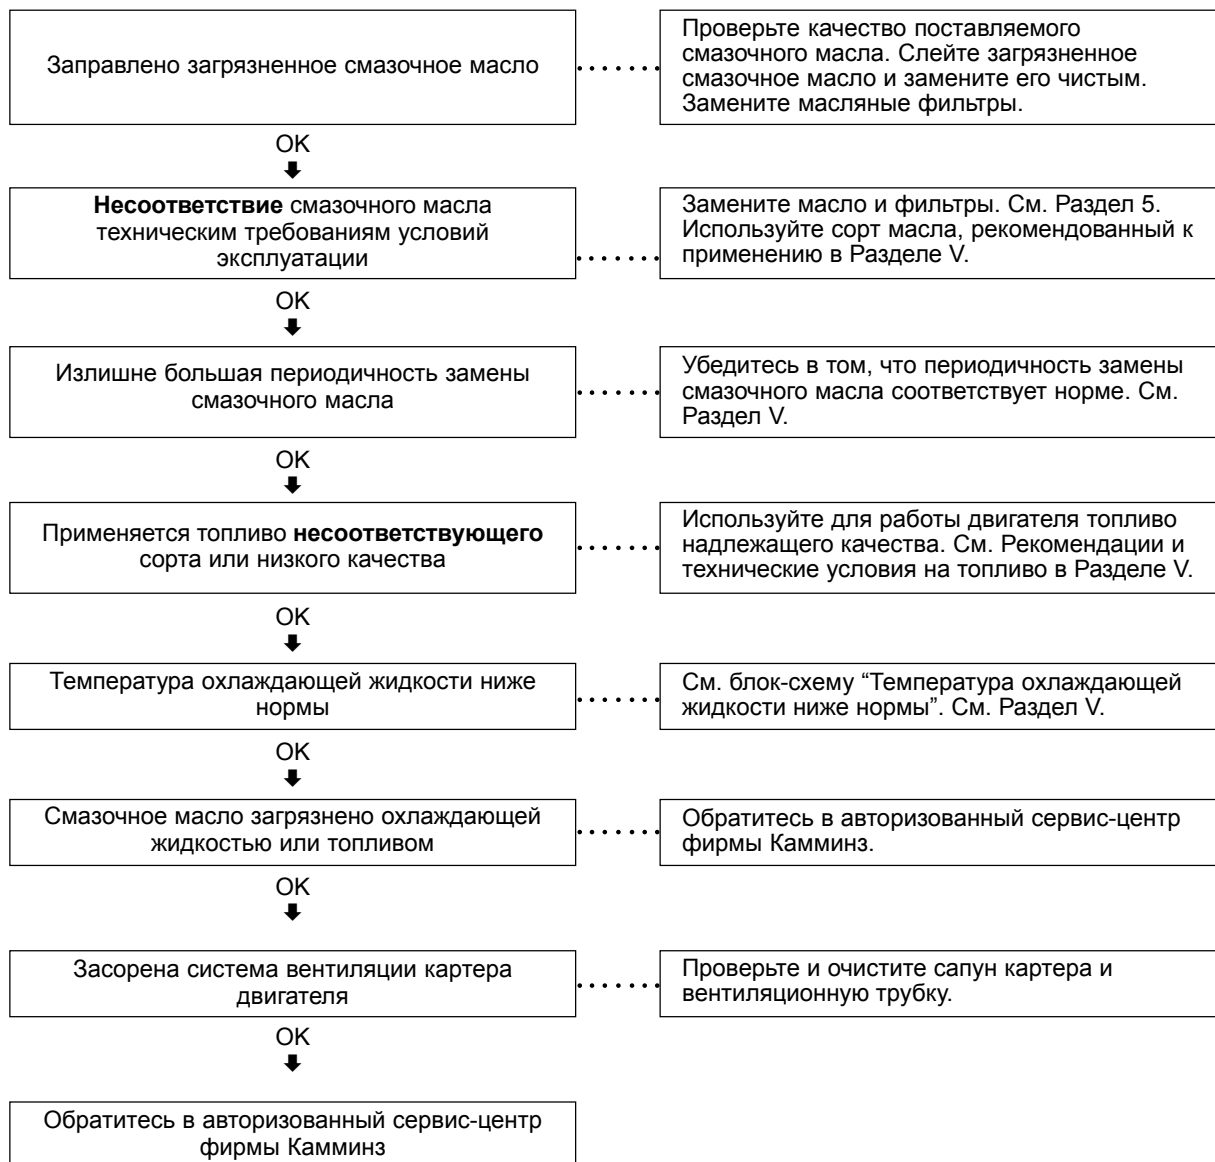 Заправлено загрязненное смазочное масло
Проверьте качество поставляемого
смазочного масла. Слейте загрязненное
смазочное масло и замените его чистым.
Замените масляные фильтры.
OK
Несоответствие смазочного масла
техническим требованиям условий
эксплуатации
Замените масло и фильтры. См. Раздел 5.
Используйте сорт масла, рекомендованный к
применению в Разделе V.
OK
Излишне большая периодичность замены
смазочного масла
Убедитесь в том, что периодичность замены
смазочного масла соответствует норме. См.
Раздел V.
OK
Применяется топливо несоответствующего
сорта или низкого качества
Используйте для работы двигателя топливо
надлежащего качества. См. Рекомендации и
технические условия на топливо в Разделе V.
OK
Температура охлаждающей жидкости ниже
нормы
См. блок-схему “Температура охлаждающей
жидкости ниже нормы”. См. Раздел V.
OK
Смазочное масло загрязнено охлаждающей
жидкостью или топливом
Обратитесь в авторизованный сервис-центр
фирмы Камминз.
OK
Засорена система вентиляции картера
двигателя
Проверьте и очистите сапун картера и
вентиляционную трубку.
OK
Обратитесь в авторизованный сервис-центр
фирмы Камминз